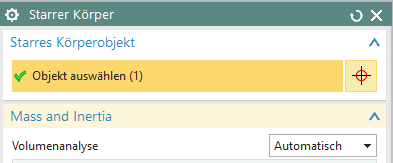 Starrer Körper
Starres Körperobjekt
Objekt auswählen (1)
Mass and Inertia
Volumenanalyse Automatisch